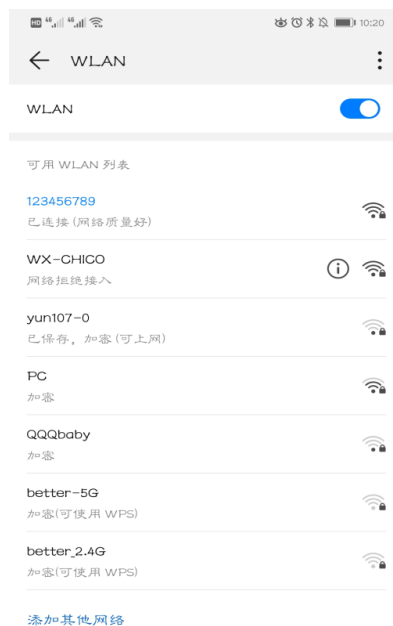 HD 4G 4G 10:20
WLAN
WLAN
可用 WLAN 列表
123456789
已连接 (网络质量好)
WX-CHICO
网络拒绝接入
yun107-0
已保存，加密 (可上网)
PC
加密
QQQbaby
加密
better-5G
加密(可使用 WPS)
better_2.4G
加密(可使用 WPS)
添加其他网络